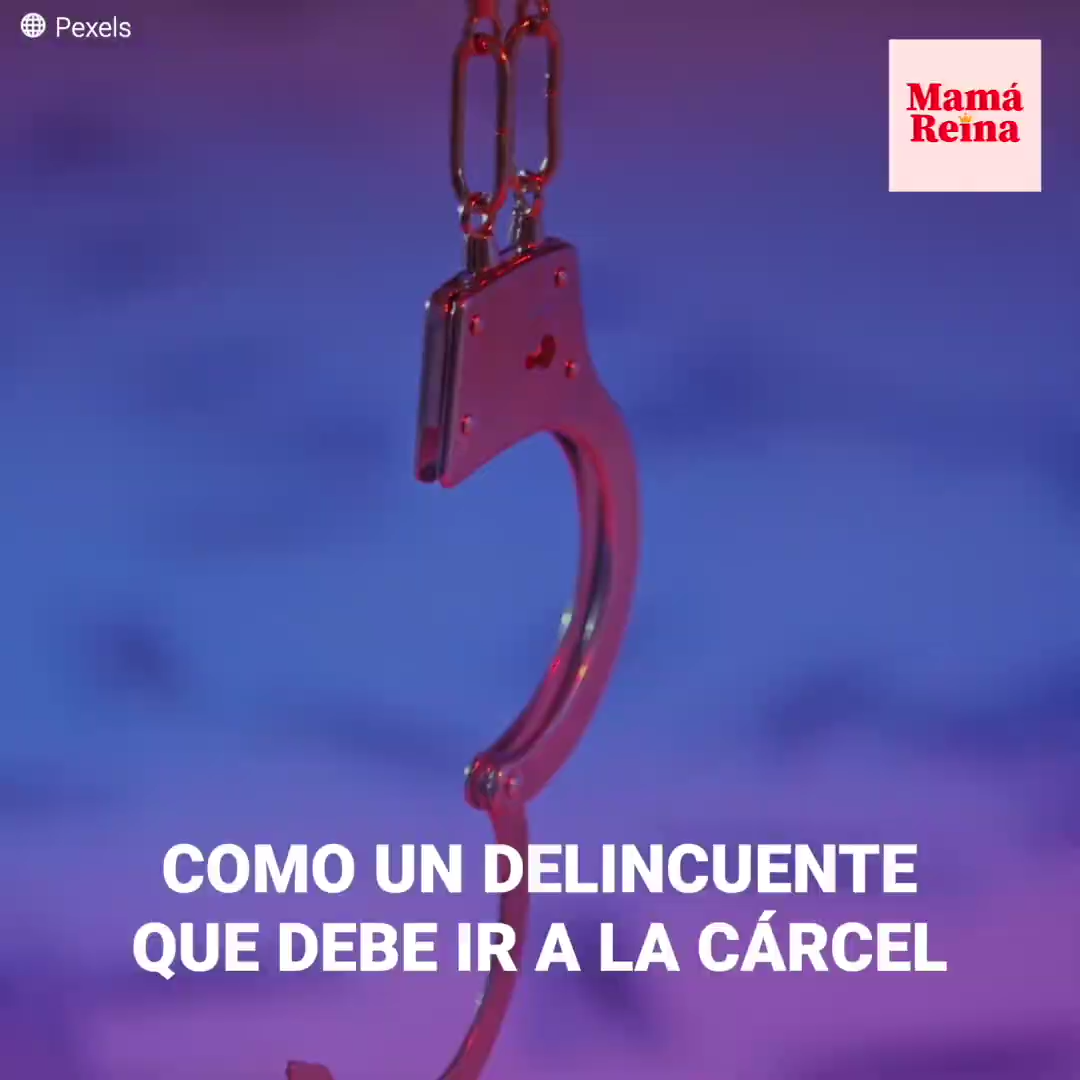 Pexels
Mamá
Reina
COMO UN DELINCUENTE
QUE DEBE IR A LA CÁRCEL